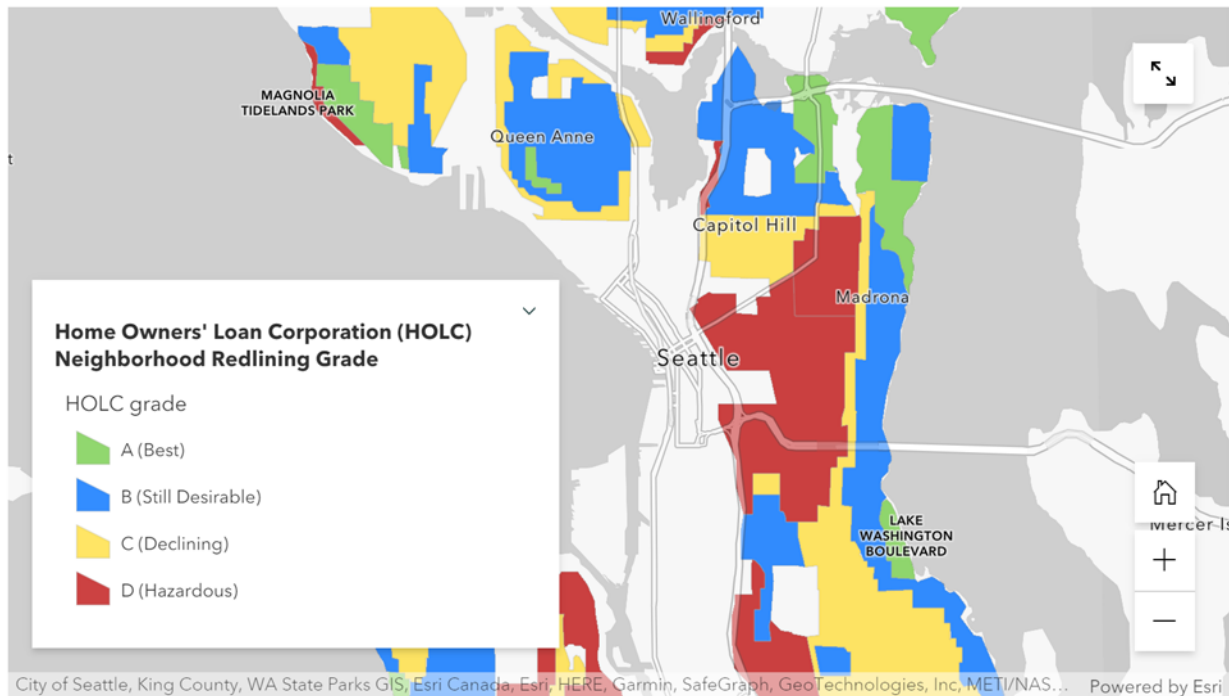 Wallingford
MAGNOLIA
TIDELANDS PARK
Queen Anne
t
Capitol Hill
Madrona
Home Owners' Loan Corporation (HOLC)
Neighborhood Redlining Grade
Seattle
HOLC grade
A (Best)
B (Still Desirable)
C (Declining)
D (Hazardous)
LAKE
WASHINGTON
BOULEVARD
Mercer Is
City of Seattle, King County, WA State Parks GIS, Esri Canada, Esri, HERE, Garmin, SafeGraph, GeoTechnologies, Inc, METI/NAS...
Powered by Esri